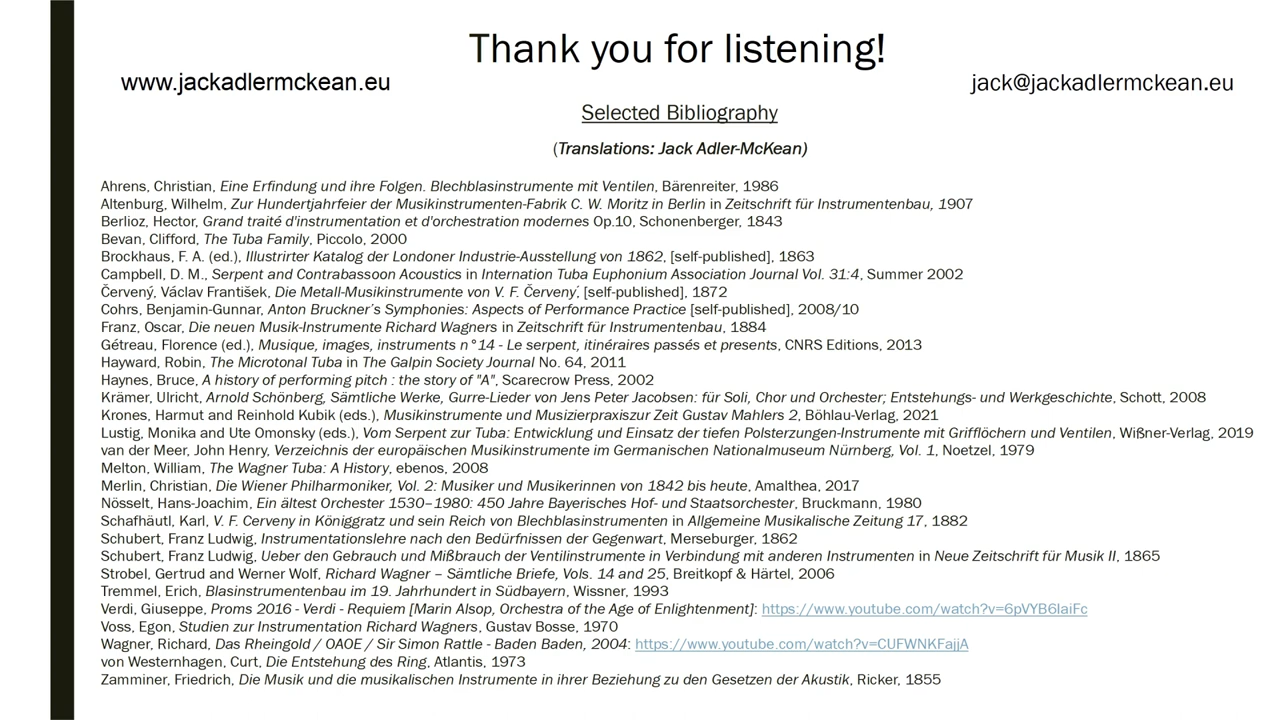 Thank you for listening!
www.jackadlermckean.eu
jack@jackadlermckean.eu
Selected Bibliography
(Translations: Jack Adler-McKean)
Ahrens, Christian, Eine Erfindung und ihre Folgen. Blechblasinstrumente mit Ventilen, Bärenreiter, 1986
Altenburg, Wilhelm, Zur Hundertjahrfeier der Musikinstrumenten-Fabrik C. W. Moritz in Berlin in Zeitschrift für Instrumentenbau, 1907
Berlioz, Hector, Grand traité d'instrumentation et d'orchestration modernes Op.10, Schonenberger, 1843
Bevan, Clifford, The Tuba Family, Piccolo, 2000
Brockhaus, F. A. (ed.), Illustrirter Katalog der Londoner Industrie-Ausstellung von 1862, [self-published], 1863
Campbell, D. M., Serpent and Contrabassoon Acoustics in Internation Tuba Euphonium Association Journal Vol. 31:4, Summer 2002
Červený, Václav František, Die Metall-Musikinstrumente von V. F. Červeny´, [self-published], 1872
Cohrs, Benjamin-Gunnar, Anton Bruckner's Symphonies: Aspects of Performance Practice [self-published], 2008/10
Franz, Oscar, Die neuen Musik-Instrumente Richard Wagners in Zeitschrift für Instrumentenbau, 1884
Gétreau, Florence (ed.), Musique, images, instruments n°14 - Le serpent, itinéraires passés et presents, CNRS Editions, 2013
Hayward, Robin, The Microtonal Tuba in The Galpin Society Journal No. 64, 2011
Haynes, Bruce, A history of performing pitch : the story of "A", Scarecrow Press, 2002
Krämer, Ulricht, Arnold Schönberg, Sämtliche Werke, Gurre-Lieder von Jens Peter Jacobsen: für Soli, Chor und Orchester; Entstehungs- und Werkgeschichte, Schott, 2008
Krones, Harmut and Reinhold Kubik (eds.), Musikinstrumente und Musizierpraxiszur Zeit Gustav Mahlers 2, Böhlau-Verlag, 2021
Lustig, Monika and Ute Omonsky (eds.), Vom Serpent zur Tuba: Entwicklung und Einsatz der tiefen Polsterzungen-Instrumente mit Grifflöchern und Ventilen, Wißner-Verlag, 2019
van der Meer, John Henry, Verzeichnis der europäischen Musikinstrumente im Germanischen Nationalmuseum Nürnberg, Vol. 1, Noetzel, 1979
Melton, William, The Wagner Tuba: A History, ebenos, 2008
Merlin, Christian, Die Wiener Philharmoniker, Vol. 2: Musiker und Musikerinnen von 1842 bis heute, Amalthea, 2017
Nösselt, Hans-Joachim, Ein ältest Orchester 1530–1980: 450 Jahre Bayerisches Hof- und Staatsorchester, Bruckmann, 1980
Schafhäutl, Karl, V. F. Cerveny in Königgratz und sein Reich von Blechblasinstrumenten in Allgemeine Musikalische Zeitung 17, 1882
Schubert, Franz Ludwig, Instrumentationslehre nach den Bedürfnissen der Gegenwart, Merseburger, 1862
Schubert, Franz Ludwig, Ueber den Gebrauch und Mißbrauch der Ventilinstrumente in Verbindung mit anderen Instrumenten in Neue Zeitschrift für Musik II, 1865
Strobel, Gertrud and Werner Wolf, Richard Wagner – Sämtliche Briefe, Vols. 14 and 25, Breitkopf & Härtel, 2006
Tremmel, Erich, Blasinstrumentenbau im 19. Jahrhundert in Südbayern, Wissner, 1993
Verdi, Giuseppe, Proms 2016 - Verdi - Requiem [Marin Alsop, Orchestra of the Age of Enlightenment]: https://www.youtube.com/watch?v=6pVYB6IaiFc
Voss, Egon, Studien zur Instrumentation Richard Wagners, Gustav Bosse, 1970
Wagner, Richard, Das Rheingold / OAOE / Sir Simon Rattle - Baden Baden, 2004: https://www.youtube.com/watch?v=CUFWNKFajjA
von Westernhagen, Curt, Die Entstehung des Ring, Atlantis, 1973
Zamminer, Friedrich, Die Musik und die musikalischen Instrumente in ihrer Beziehung zu den Gesetzen der Akustik, Ricker, 1855